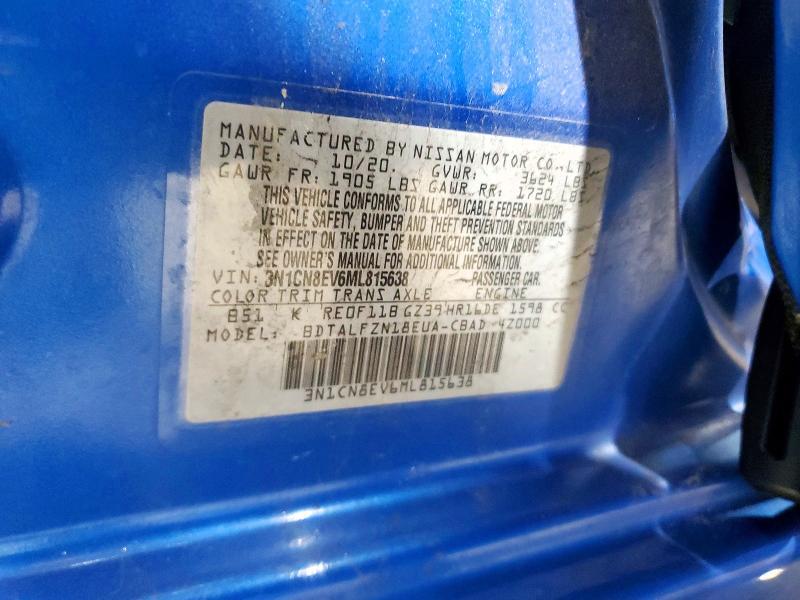 MANUFACTURED BY NISSAN MOTOR CO., LTD.
DATE: 10/20. GVWR: 3624 LBS
GAWR FR: 1905 LBS GAWR RR: 1720 LBS
THIS VEHICLE CONFORMS TO ALL APPLICABLE FEDERAL MOTOR
VEHICLE SAFETY, BUMPER AND THEFT PREVENTION STANDARDS
IN EFFECT ON THE DATE OF MANUFACTURE SHOWN ABOVE.
SEE OWNER'S MANUAL FOR ADDITIONAL INFORMATION.
VIN: 3N1CN8EV6ML815638 PASSENGER CAR.
COLOR TRIM TRANS AXLE ENGINE
B51 K RE0F11B GZ39 HR16DE 1598 CC
MODEL: BDTALFZN18EUA-CBAD 4Z000
3N1CN8EV6ML815638